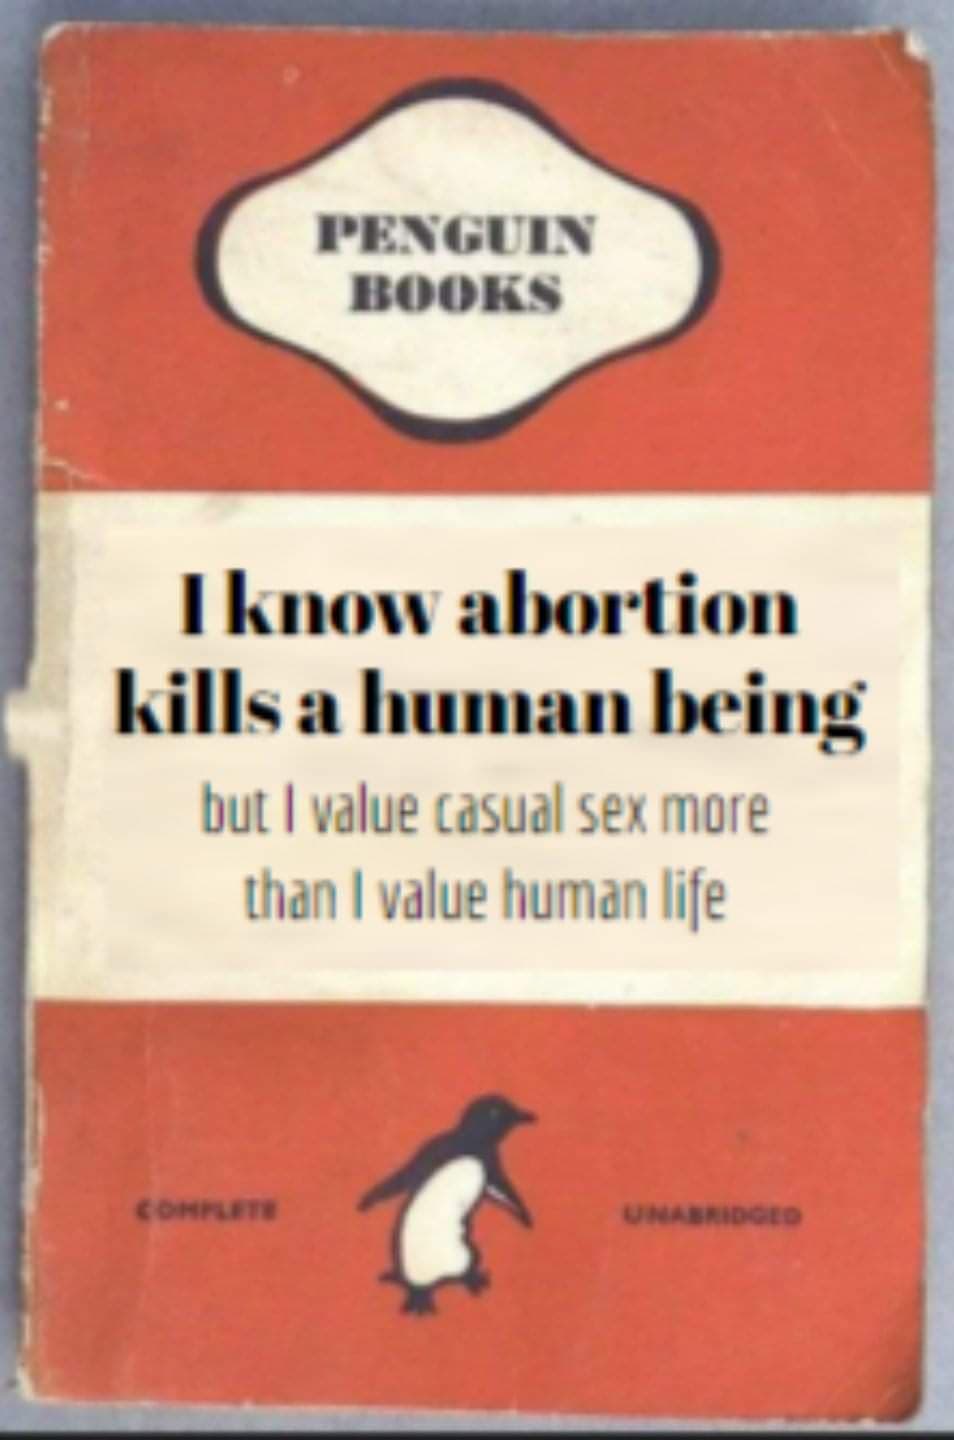 PENGUIN
BOOKS
I know abortion
kills a human being
but I value casual sex more
than I value human life
COMPLETE
UNABRIDGED